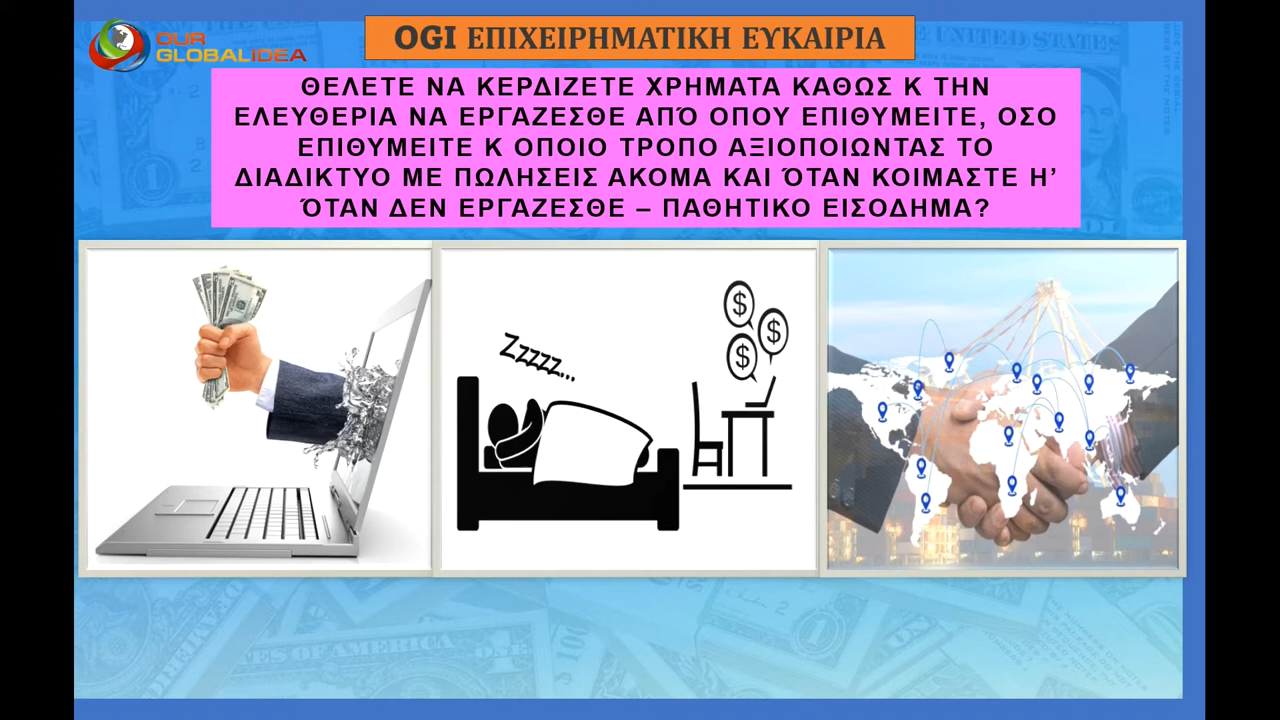 OUR
GLOBALIDEA
OGI ΕΠΙΧΕΙΡΗΜΑΤΙΚΗ ΕΥΚΑΙΡΙΑ
ΘΕΛΕΤΕ ΝΑ ΚΕΡΔΙΖΕΤΕ ΧΡΗΜΑΤΑ ΚΑΘΩΣ Κ ΤΗΝ
ΕΛΕΥΘΕΡΙΑ ΝΑ ΕΡΓΑΖΕΣΘΕ ΑΠΌ ΟΠΟΥ ΕΠΙΘΥΜΕΙΤΕ, ΟΣΟ
ΕΠΙΘΥΜΕΙΤΕ Κ ΟΠΟΙΟ ΤΡΟΠΟ ΑΞΙΟΠΟΙΩΝΤΑΣ ΤΟ
ΔΙΑΔΙΚΤΥΟ ΜΕ ΠΩΛΗΣΕΙΣ ΑΚΟΜΑ ΚΑΙ ΌΤΑΝ ΚΟΙΜΑΣΤΕ Η’
ΌΤΑΝ ΔΕΝ ΕΡΓΑΖΕΣΘΕ – ΠΑΘΗΤΙΚΟ ΕΙΣΟΔΗΜΑ?
Zzzzz...
$
$
$